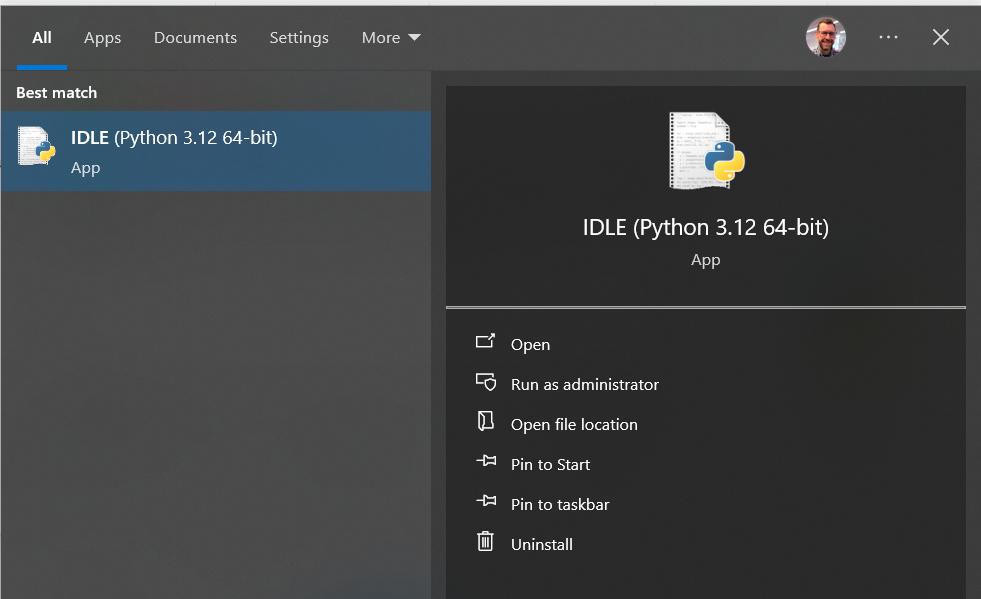 All Apps Documents Settings More
Best match
IDLE (Python 3.12 64-bit)
App
IDLE (Python 3.12 64-bit)
App
Open
Run as administrator
Open file location
Pin to Start
Pin to taskbar
Uninstall